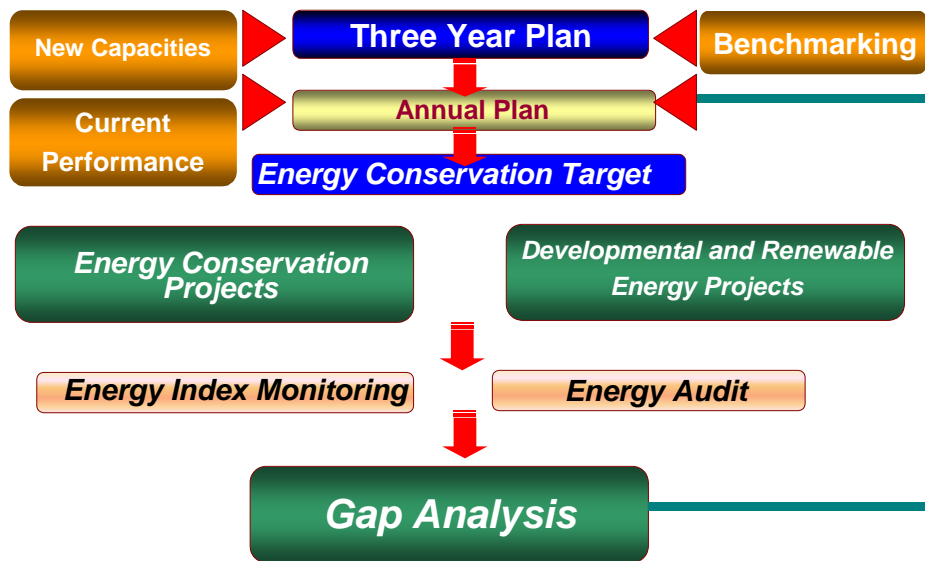 New Capacities
Three Year Plan
Benchmarking
Current
Performance
Annual Plan
Energy Conservation Target
Energy Conservation
Projects
Developmental and Renewable
Energy Projects
Energy Index Monitoring
Energy Audit
Gap Analysis